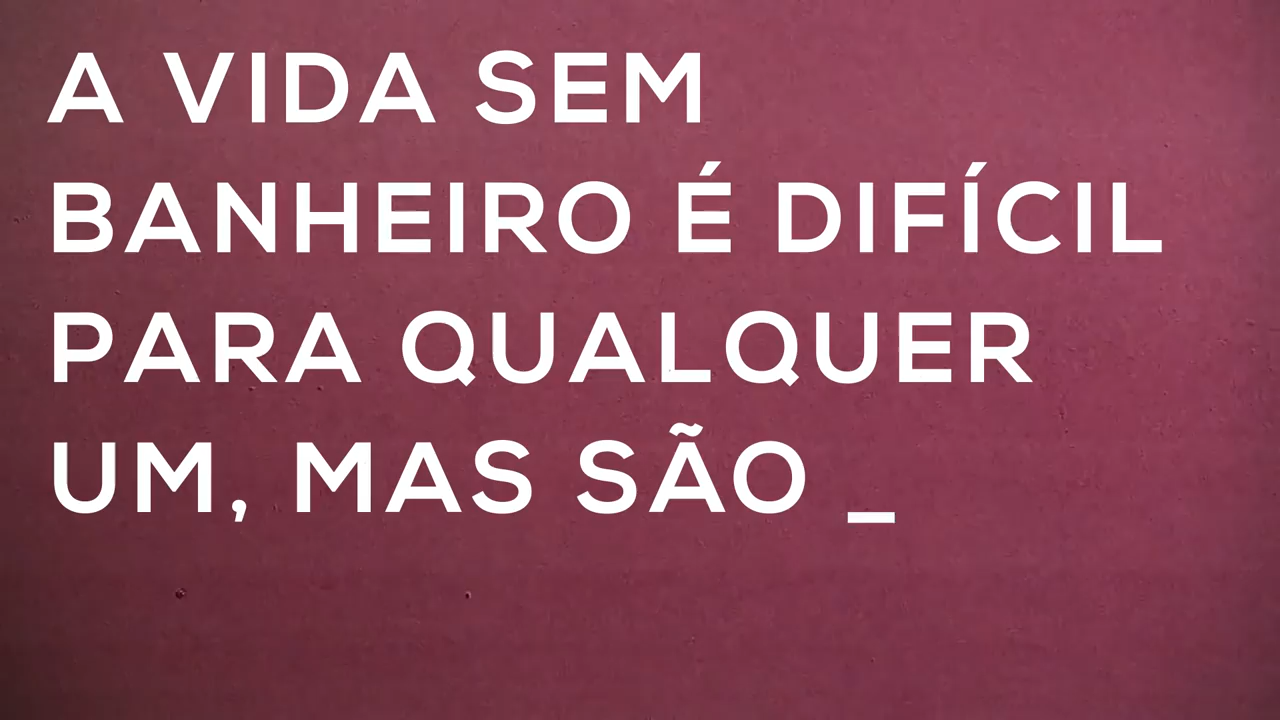 A VIDA SEM
BANHEIRO É DIFÍCIL
PARA QUALQUER
UM, MAS SÃO _